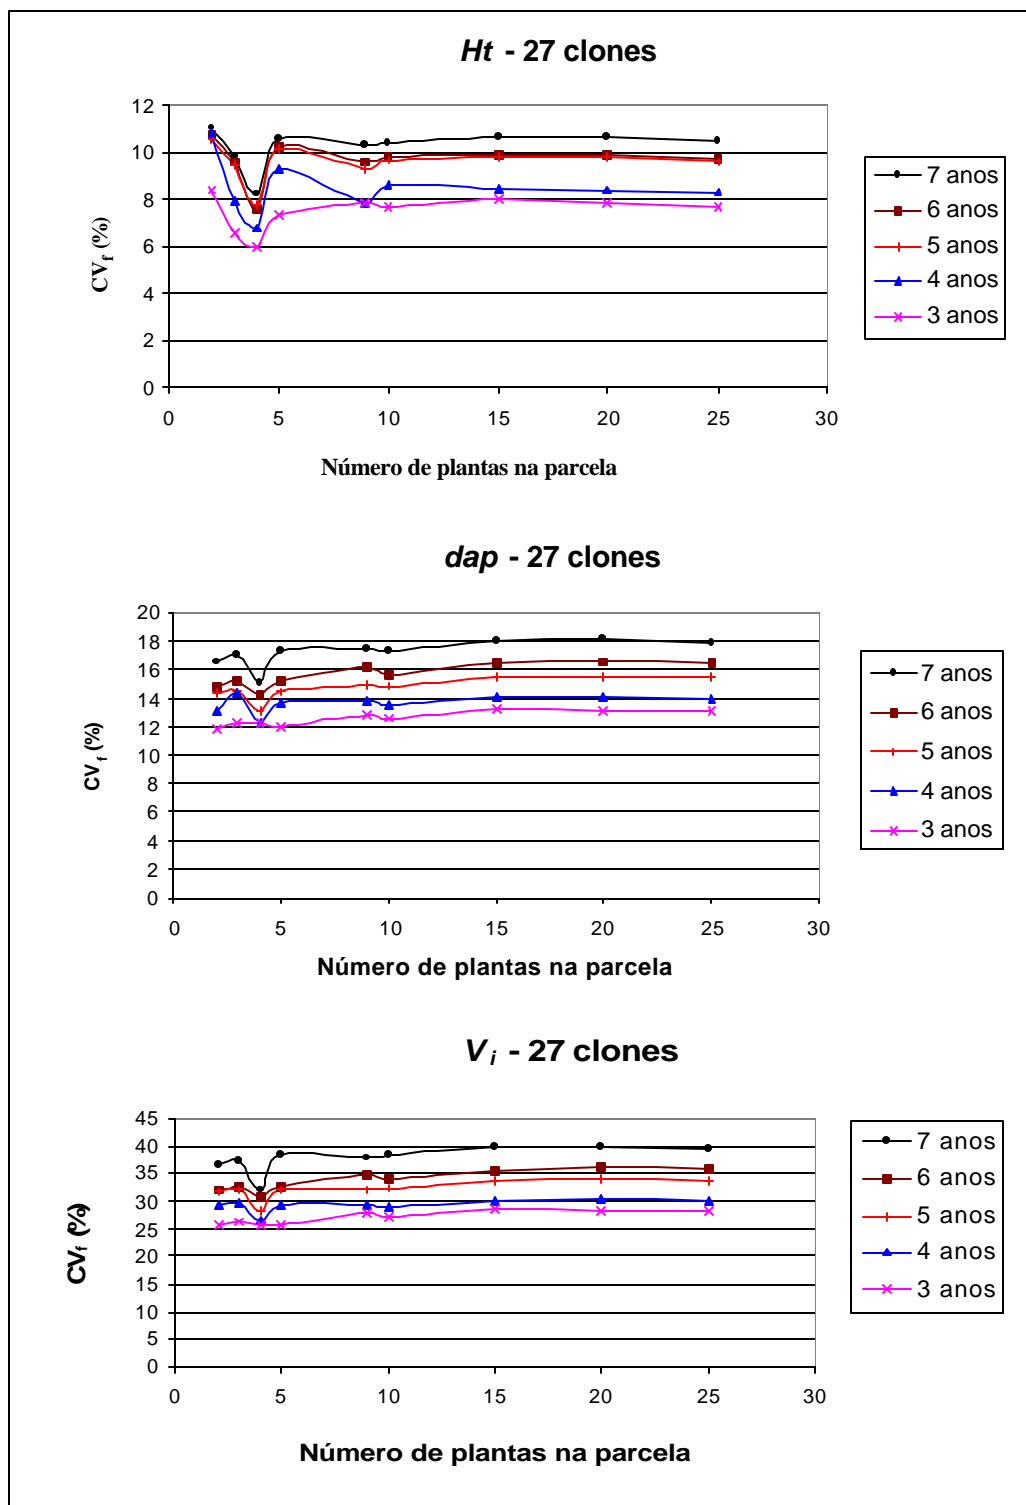 Ht - 27 clones
12
10
8
6
4
2
0
0 5 10 15 20 25 30
CVf (%)
Número de plantas na parcela
7 anos
6 anos
5 anos
4 anos
3 anos
dap - 27 clones
20
18
16
14
12
10
8
6
4
2
0
0 5 10 15 20 25 30
CVf (%)
Número de plantas na parcela
7 anos
6 anos
5 anos
4 anos
3 anos
Vi - 27 clones
45
40
35
30
25
20
15
10
5
0
0 5 10 15 20 25 30
CVf (%)
Número de plantas na parcela
7 anos
6 anos
5 anos
4 anos
3 anos